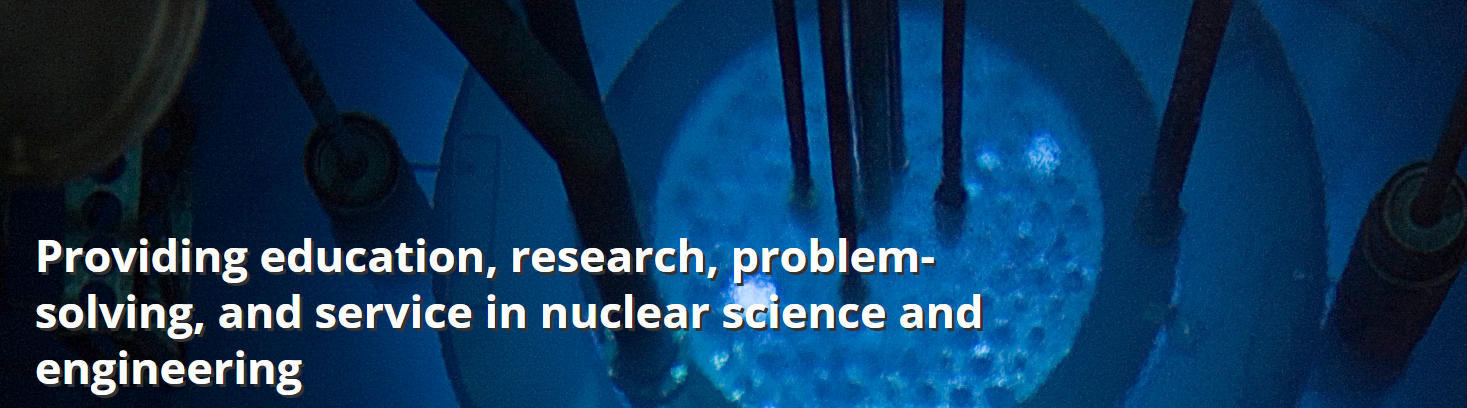 Providing education, research, problem-
solving, and service in nuclear science and
engineering